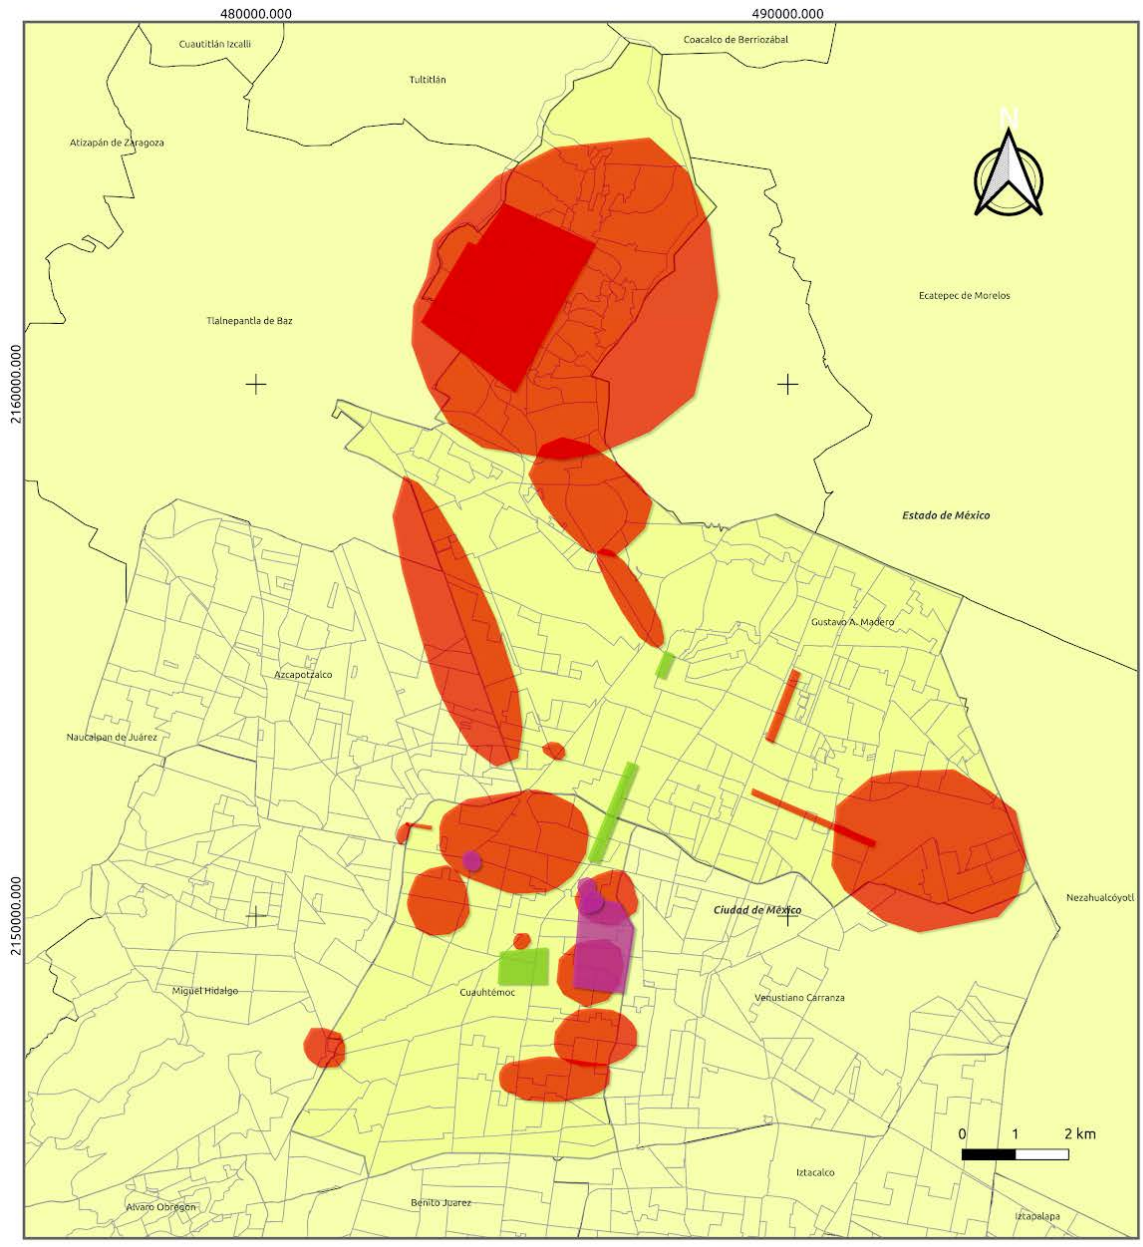 480000.000
490000.000
Cuautitlán Izcalli
Coacalco de Berriozábal
Tultitlán
N
Atizapán de Zaragoza
Ecatepec de Morelos
Tlalnepantla de Baz
2160000.000
Estado de México
Gustavo A. Madero
Azcapotzalco
Naucalpan de Juárez
Nezahualcóyotl
Ciudad de México
2150000.000
Miguel Hidalgo
Cuauhtémoc
Venustiano Carranza
0 1 2 km
Iztacalco
Benito Juarez
Alvaro Obregón
Iztapalapa